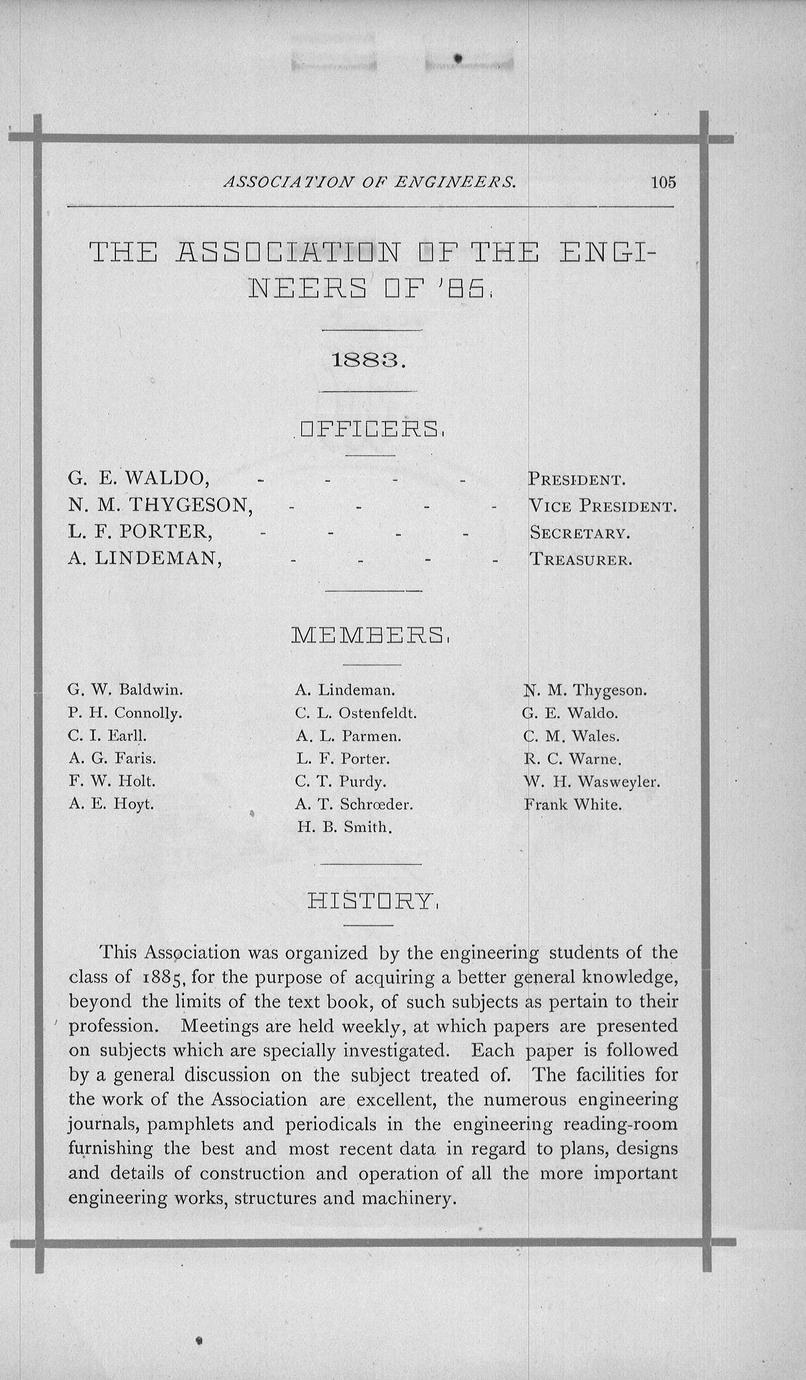 ASSOCIATION OF ENGINEERS. 105
THE ASSOCIATION OF THE ENGI-
NEERS OF '85.
1883.
OFFICERS.
G. E. WALDO, - - - - PRESIDENT.
N. M. THYGESON, - - - - VICE PRESIDENT.
L. F. PORTER, - - - - SECRETARY.
A. LINDEMAN, - - - - TREASURER.
MEMBERS.
G. W. Baldwin. A. Lindeman. N. M. Thygeson.
P. H. Connolly. C. L. Ostenfeldt. G. E. Waldo.
C. I. Earll. A. L. Parmen. C. M. Wales.
A. G. Faris. L. F. Porter. R. C. Warne.
F. W. Holt. C. T. Purdy. W. H. Wasweyler.
A. E. Hoyt. A. T. Schrœder. Frank White.
H. B. Smith.
HISTORY.
This Association was organized by the engineering students of the
class of 1885, for the purpose of acquiring a better general knowledge,
beyond the limits of the text book, of such subjects as pertain to their
profession. Meetings are held weekly, at which papers are presented
on subjects which are specially investigated. Each paper is followed
by a general discussion on the subject treated of. The facilities for
the work of the Association are excellent, the numerous engineering
journals, pamphlets and periodicals in the engineering reading-room
furnishing the best and most recent data in regard to plans, designs
and details of construction and operation of all the more important
engineering works, structures and machinery.